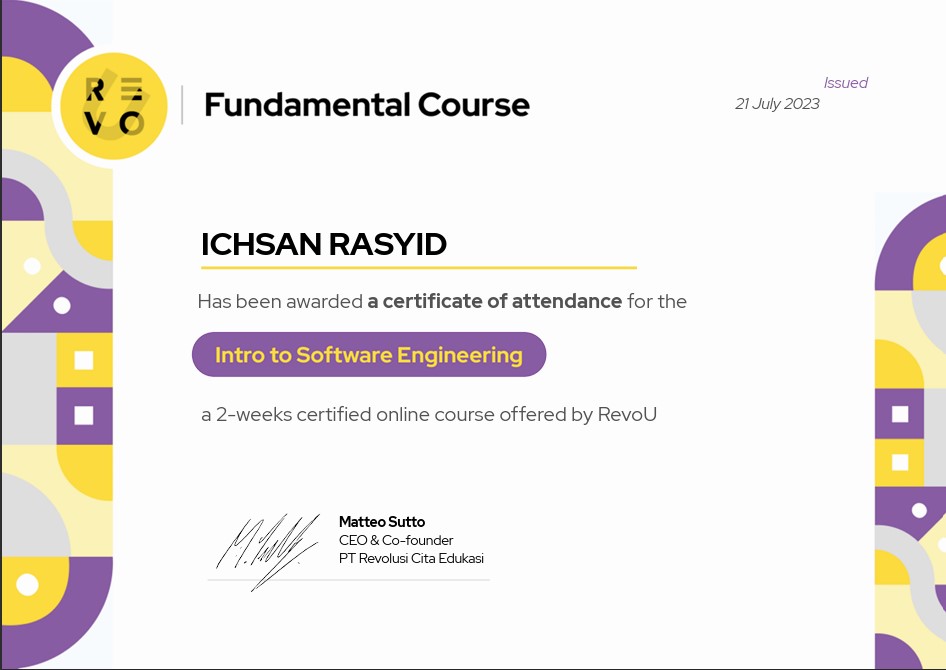 RE
VO
Fundamental Course
Issued
21 July 2023
ICHSAN RASYID
Has been awarded a certificate of attendance for the
Intro to Software Engineering
a 2-weeks certified online course offered by RevoU
Matteo Sutto
CEO & Co-founder
PT Revolusi Cita Edukasi